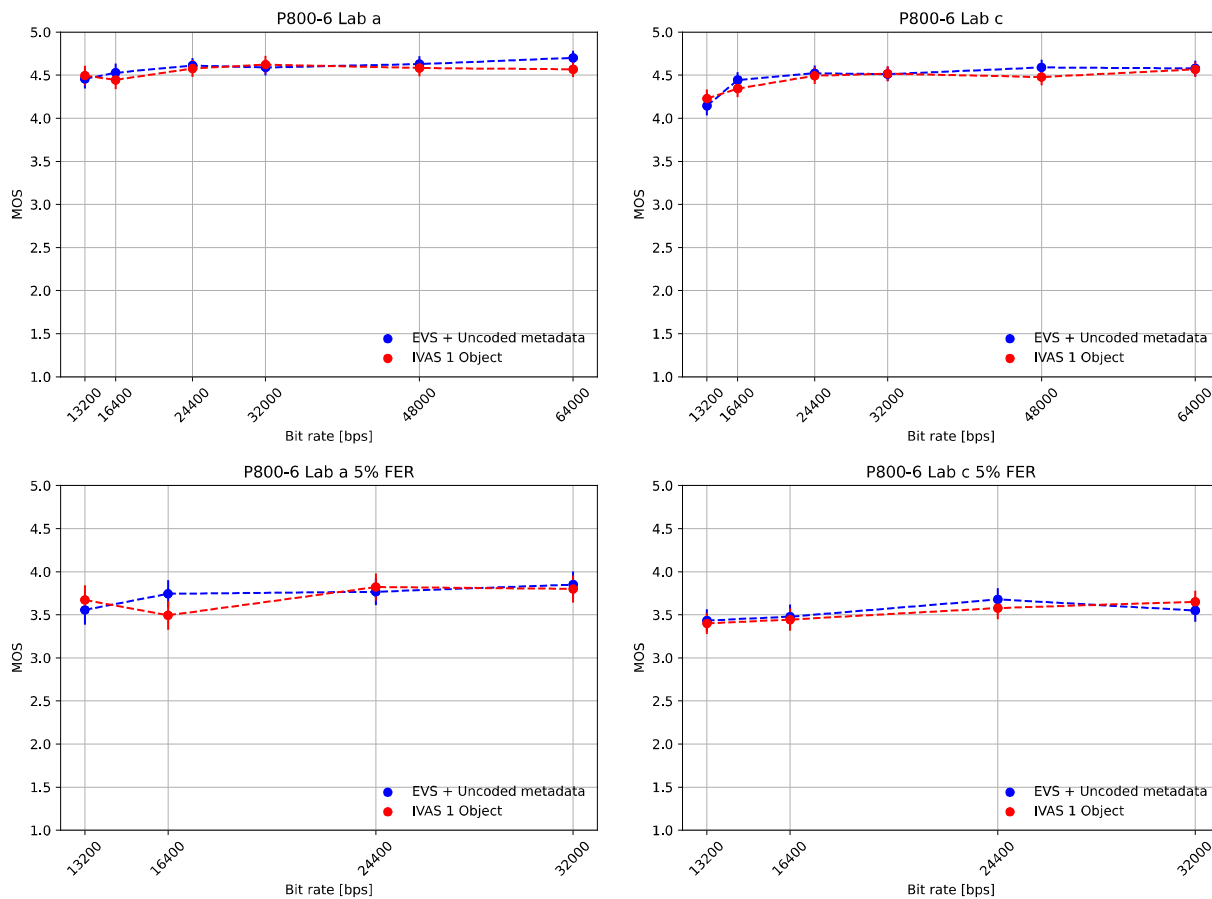 P800-6 Lab a
5.0
4.5
4.0
3.5
3.0
2.5
2.0
1.5
1.0
MOS
EVS + Uncoded metadata
IVAS 1 Object
13200
16400
24400
32000
48000
64000
Bit rate [bps]
P800-6 Lab c
5.0
4.5
4.0
3.5
3.0
2.5
2.0
1.5
1.0
MOS
EVS + Uncoded metadata
IVAS 1 Object
13200
16400
24400
32000
48000
64000
Bit rate [bps]
P800-6 Lab a 5% FER
5.0
4.5
4.0
3.5
3.0
2.5
2.0
1.5
1.0
MOS
EVS + Uncoded metadata
IVAS 1 Object
13200
16400
24400
32000
Bit rate [bps]
P800-6 Lab c 5% FER
5.0
4.5
4.0
3.5
3.0
2.5
2.0
1.5
1.0
MOS
EVS + Uncoded metadata
IVAS 1 Object
13200
16400
24400
32000
Bit rate [bps]